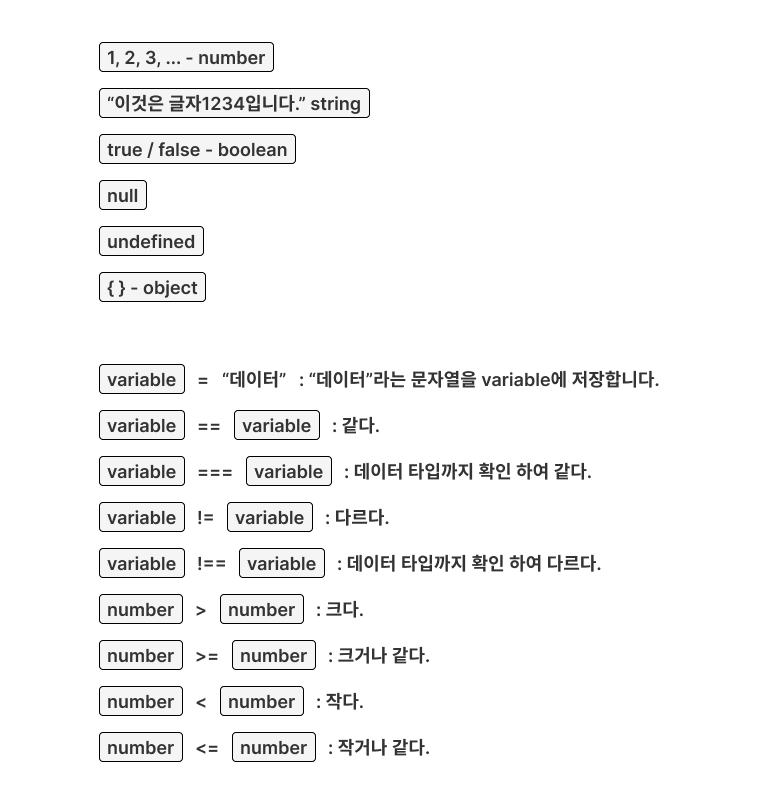 1, 2, 3, ... - number
“이것은 글자1234입니다.” string
true / false - boolean
null
undefined
{ } - object
variable = “데이터” : “데이터”라는 문자열을 variable에 저장합니다.
variable == variable : 같다.
variable === variable : 데이터 타입까지 확인 하여 같다.
variable != variable : 다르다.
variable !== variable : 데이터 타입까지 확인 하여 다르다.
number > number : 크다.
number >= number : 크거나 같다.
number < number : 작다.
number <= number : 작거나 같다.